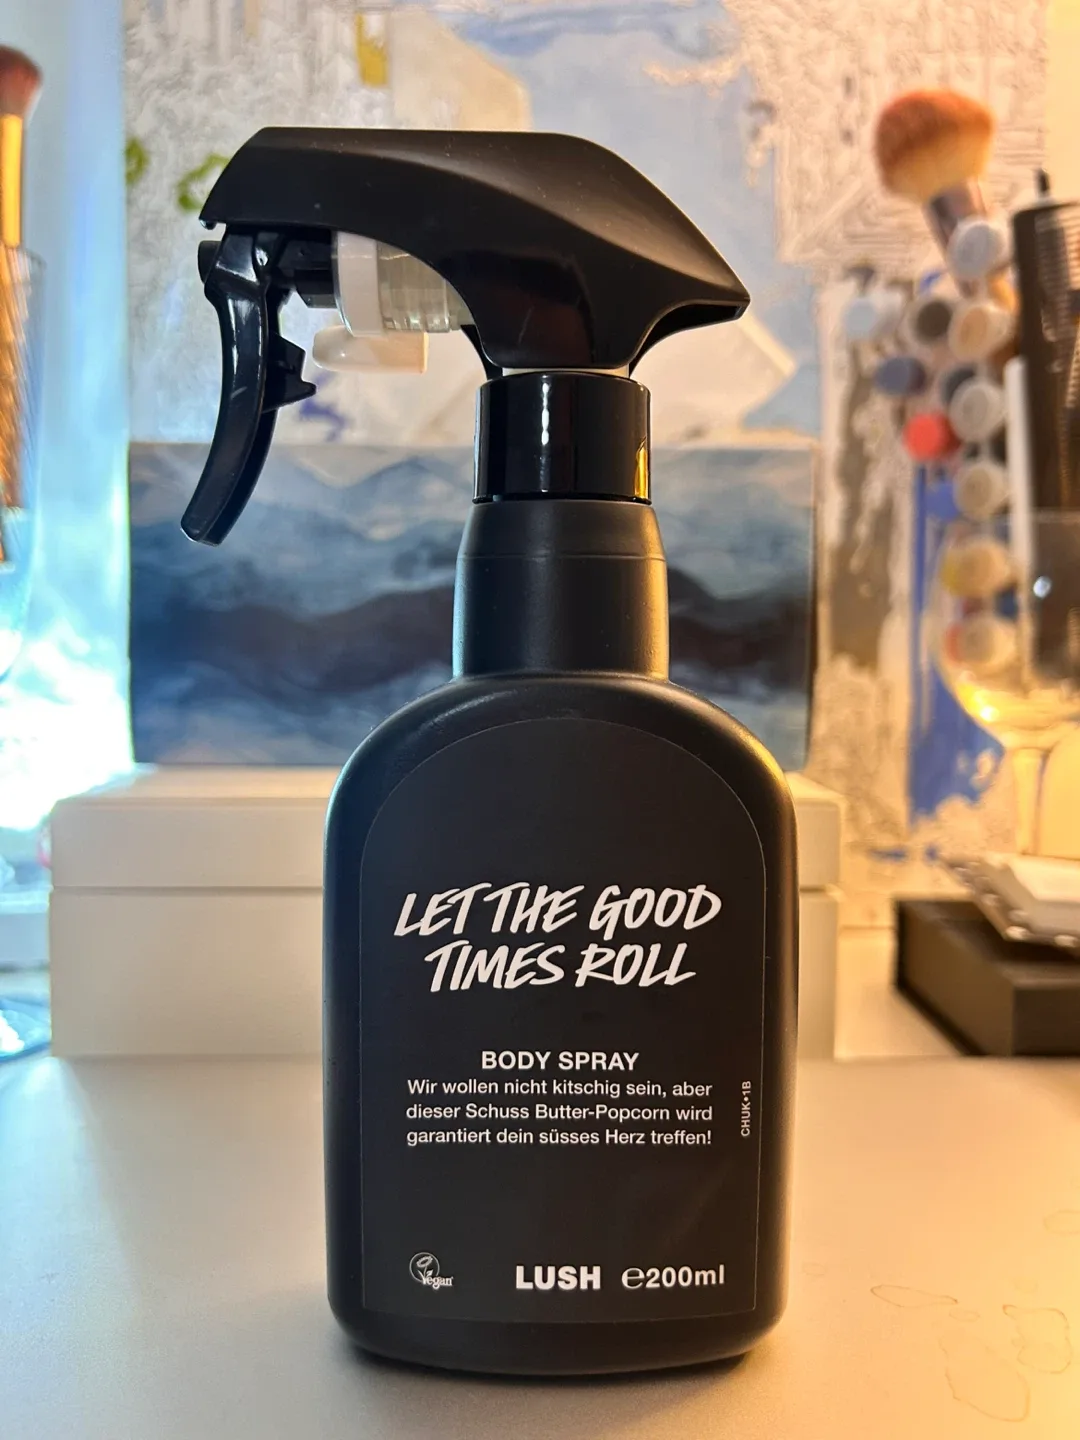 LET THE GOOD
TIMES ROLL
BODY SPRAY
Wir wollen nicht kitschig sein, aber
dieser Schuss Butter-Popcorn wird
garantiert dein süsses Herz treffen!
CHUK•1B
Vegan
LUSH ℮200ml